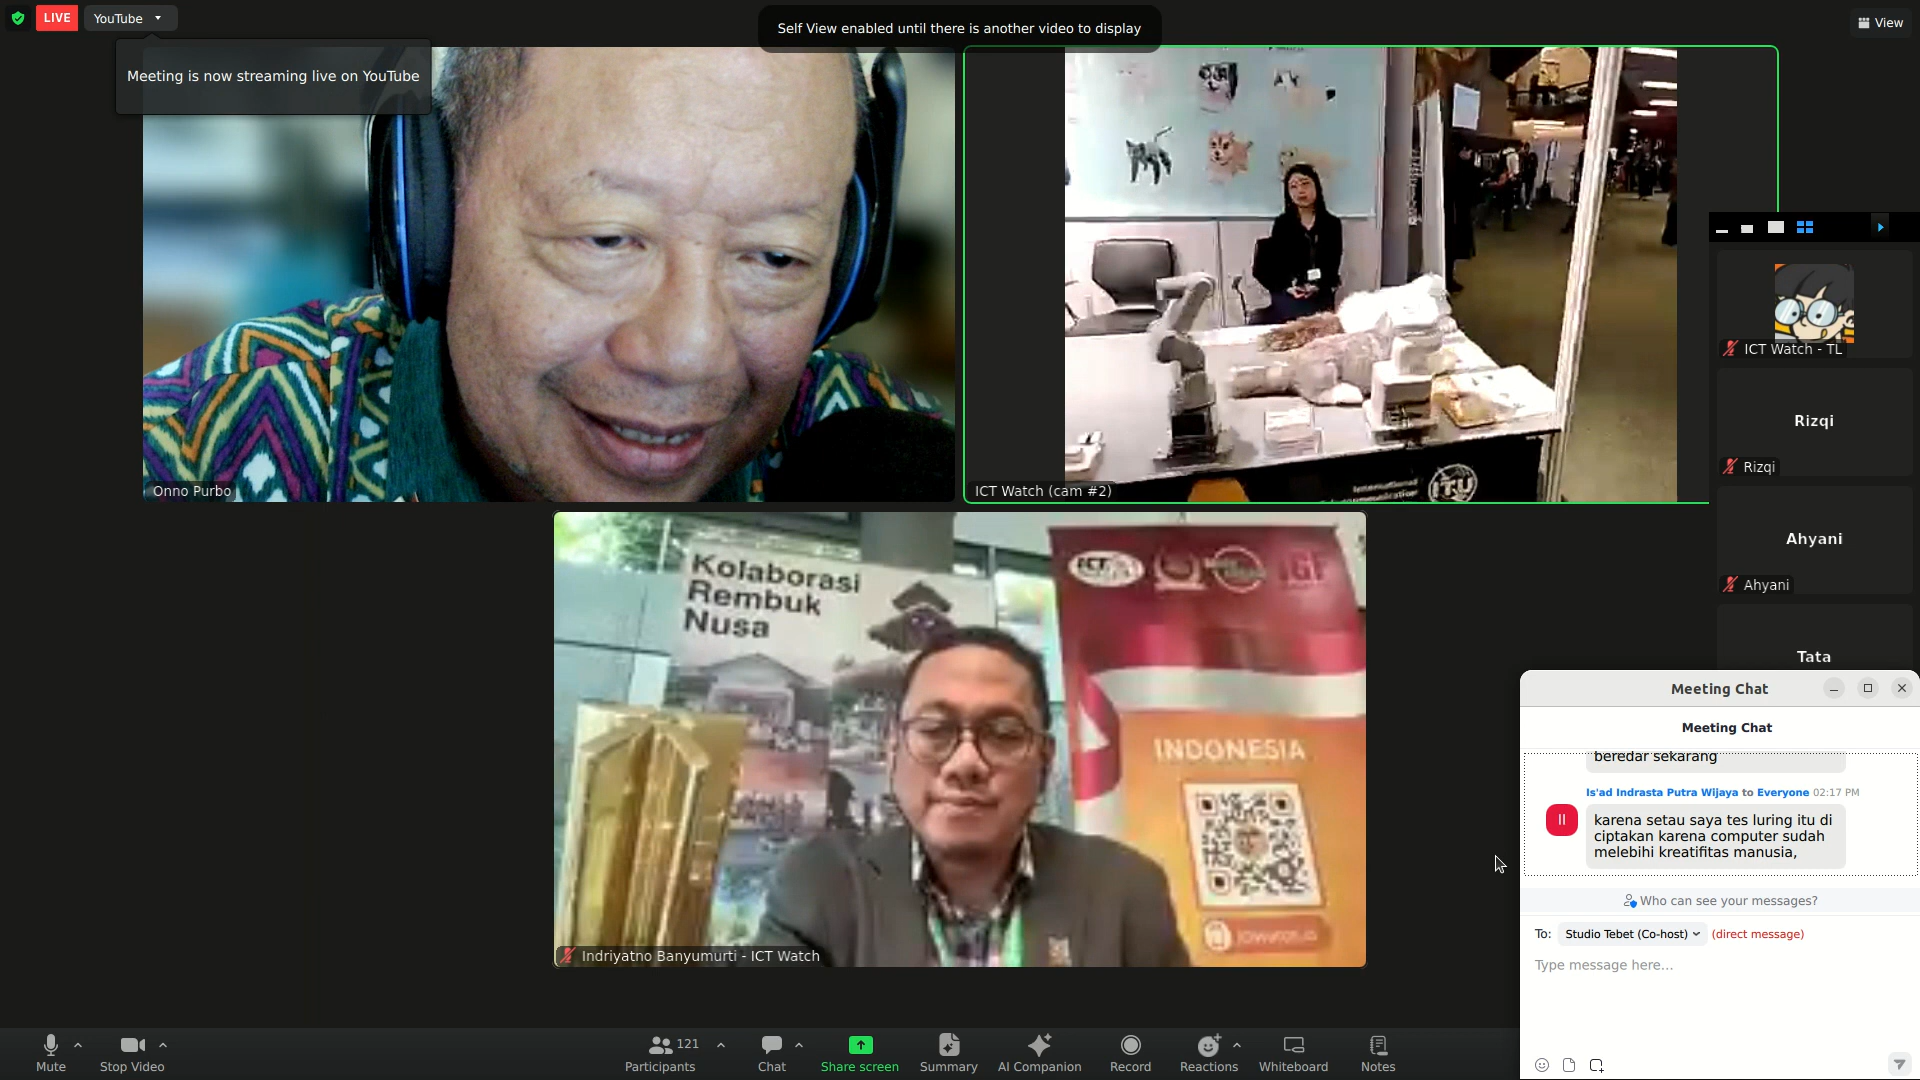 LIVE
YouTube
Self View enabled until there is another video to display
View
Meeting is now streaming live on YouTube
Onno Purbo
ICT Watch (cam #2)
ITU
ICT Watch - TL
Rizqi
Rizqi
Ahyani
Ahyani
Tata
Kolaborasi
Rembuk
Nusa
ICT
IGF
INDONESIA
Indriyatno Banyumurti - ICT Watch
Meeting Chat
Meeting Chat
beredar sekarang
Is'ad Indrasta Putra Wijaya to Everyone 02:17 PM
II
karena setau saya tes luring itu di
ciptakan karena computer sudah
melebihi kreatifitas manusia,
Who can see your messages?
To: Studio Tebet (Co-host) (direct message)
Type message here...
Mute
Stop Video
121
Participants
Chat
Share screen
Summary
AI Companion
Record
Reactions
Whiteboard
Notes